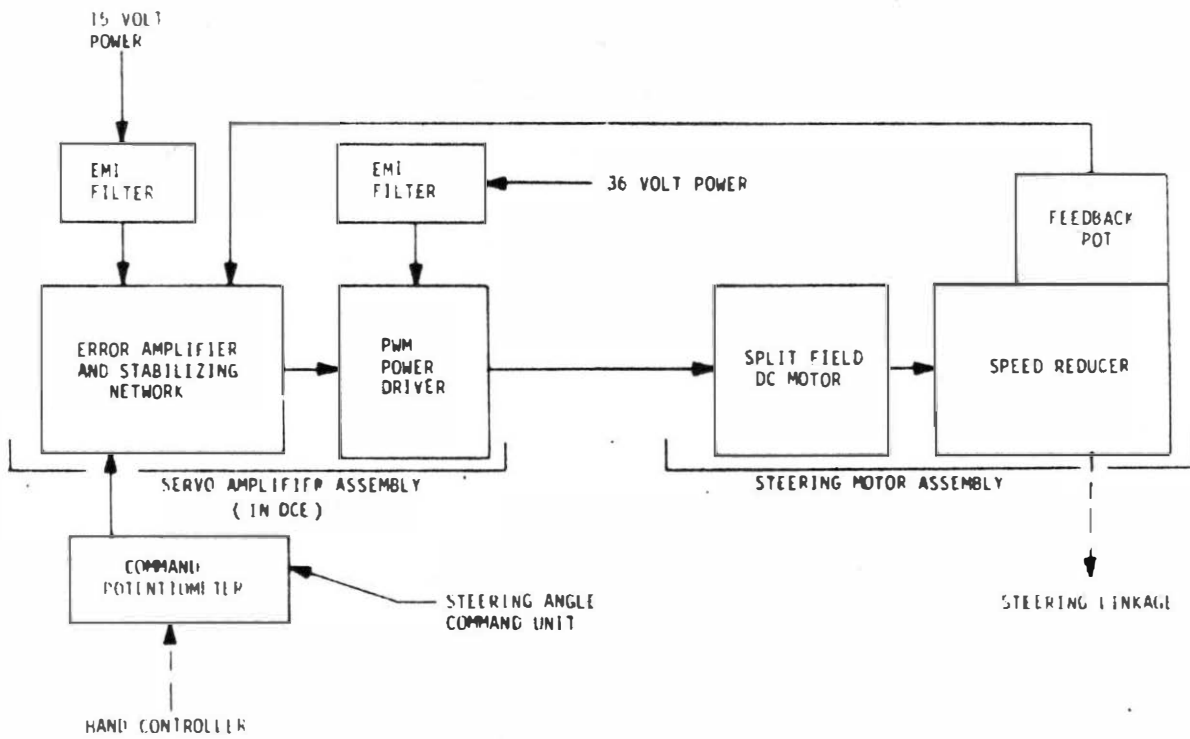 15 VOLT
POWER
EMI
FILTER
EMI
FILTER
36 VOLT POWER
FEEDBACK
POT
ERROR AMPLIFIER
AND STABILIZING
NETWORK
PWM
POWER
DRIVER
SPLIT FIELD
DC MOTOR
SPEED REDUCER
SERVO AMPLIFIER ASSEMBLY
( IN DCE )
STEERING MOTOR ASSEMBLY
COMMAND
POTENTIOMETER
STEERING ANGLE
COMMAND UNIT
STEERING LINKAGE
HAND CONTROLLER